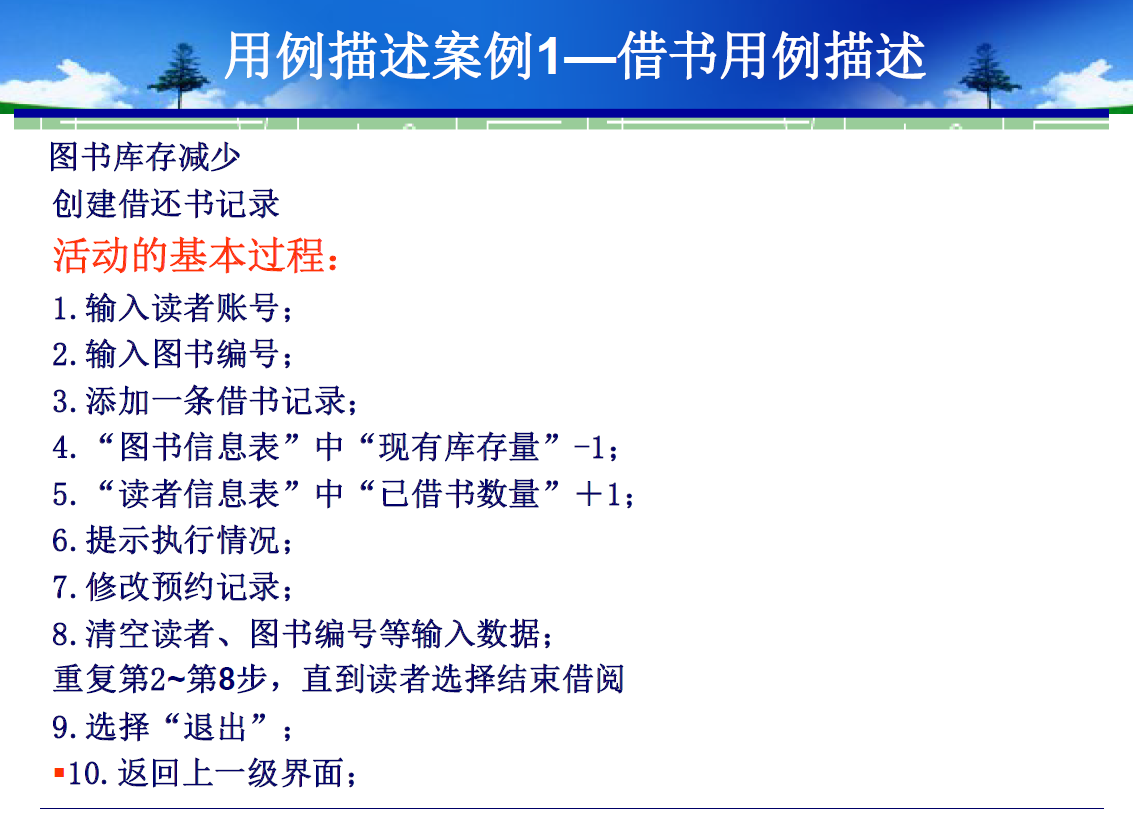 用例描述案例1—借书用例描述
图书库存减少
创建借还书记录
活动的基本过程：
1.输入读者账号；
2.输入图书编号；
3.添加一条借书记录；
4.“图书信息表”中“现有库存量”-1；
5.“读者信息表”中“已借书数量”＋1；
6.提示执行情况；
7.修改预约记录；
8.清空读者、图书编号等输入数据；
重复第2~第8步，直到读者选择结束借阅
9.选择“退出”；
▪10.返回上一级界面；